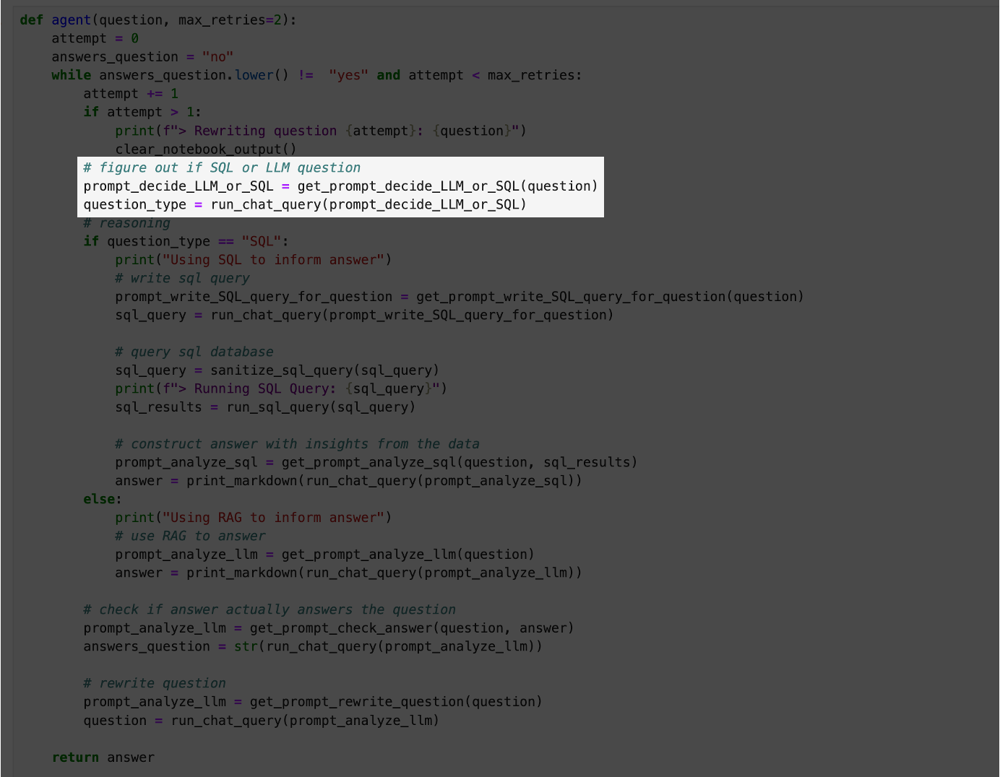 def agent(question, max_retries=2):
    attempt = 0
    answers_question = "no"
    while answers_question.lower() !=  "yes" and attempt < max_retries:
        attempt += 1
        if attempt > 1:
            print(f"> Rewriting question {attempt}: {question}")
            clear_notebook_output()
        # figure out if SQL or LLM question
        prompt_decide_LLM_or_SQL = get_prompt_decide_LLM_or_SQL(question)
        question_type = run_chat_query(prompt_decide_LLM_or_SQL)
        # reasoning
        if question_type == "SQL":
            print("Using SQL to inform answer")
            # write sql query
            prompt_write_SQL_query_for_question = get_prompt_write_SQL_query_for_question(question)
            sql_query = run_chat_query(prompt_write_SQL_query_for_question)

            # query sql database
            sql_query = sanitize_sql_query(sql_query)
            print(f"> Running SQL Query: {sql_query}")
            sql_results = run_sql_query(sql_query)

            # construct answer with insights from the data
            prompt_analyze_sql = get_prompt_analyze_sql(question, sql_results)
            answer = print_markdown(run_chat_query(prompt_analyze_sql))
        else:
            print("Using RAG to inform answer")
            # use RAG to answer
            prompt_analyze_llm = get_prompt_analyze_llm(question)
            answer = print_markdown(run_chat_query(prompt_analyze_llm))

        # check if answer actually answers the question
        prompt_analyze_llm = get_prompt_check_answer(question, answer)
        answers_question = str(run_chat_query(prompt_analyze_llm))

        # rewrite question
        prompt_analyze_llm = get_prompt_rewrite_question(question)
        question = run_chat_query(prompt_analyze_llm)

    return answer